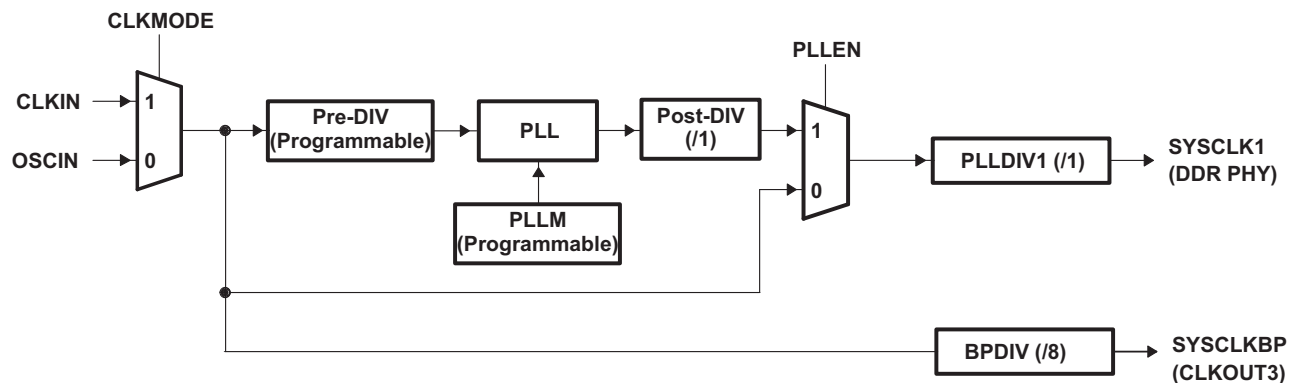 CLKMODE
PLLEN
CLKIN
1
OSCIN
0
Pre-DIV
(Programmable)
PLL
Post-DIV
(/1)
1
0
PLLDIV1 (/1)
SYSCLK1
(DDR PHY)
PLLM
(Programmable)
BPDIV (/8)
SYSCLKBP
(CLKOUT3)